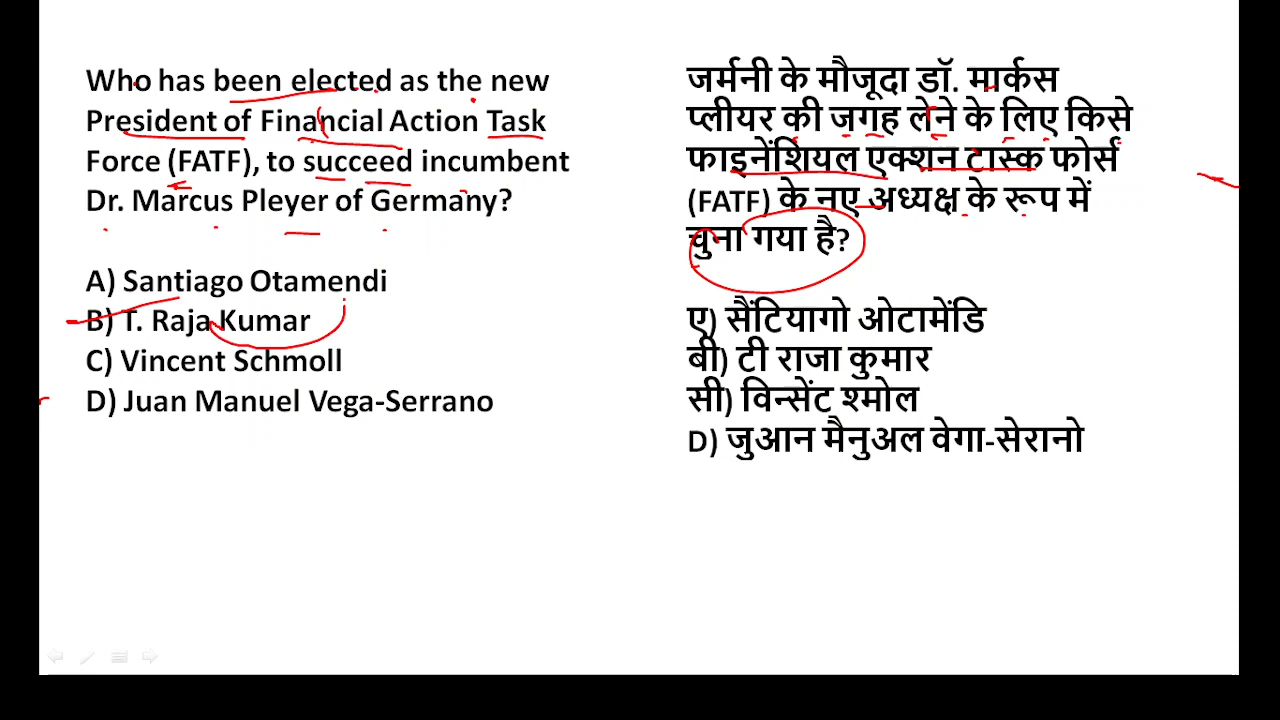 Who has been elected as the new
President of Financial Action Task
Force (FATF), to succeed incumbent
Dr. Marcus Pleyer of Germany?
A) Santiago Otamendi
B) T. Raja Kumar
C) Vincent Schmoll
D) Juan Manuel Vega-Serrano
जर्मनी के मौजूदा डॉ. मार्कस
प्लीयर की जगह लेने के लिए किसे
फाइनेंशियल एक्शन टास्क फोर्स
(FATF) के नए अध्यक्ष के रूप में
चुना गया है?
ए) सैंटियागो ओटामेंडि
बी) टी राजा कुमार
सी) विन्सेंट श्मोल
D) जुआन मैनुअल वेगा-सेरानो